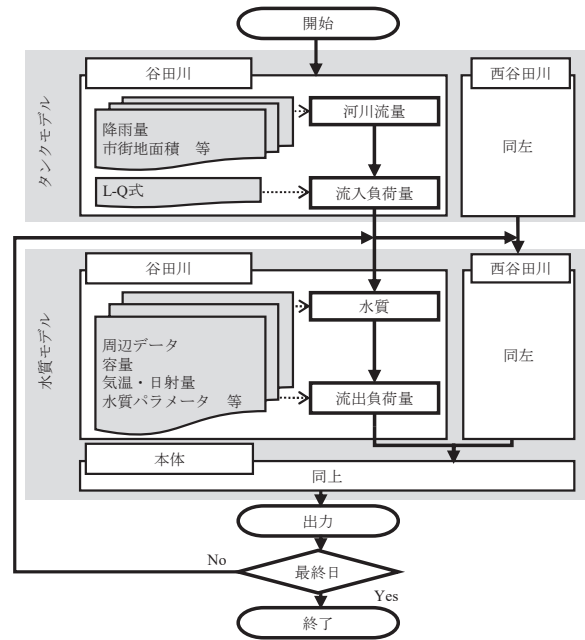 開始
タンクモデル
谷田川
西谷田川
降雨量
市街地面積 等
河川流量
同左
L-Q式
流入負荷量
水質モデル
谷田川
西谷田川
周辺データ
容量
気温・日射量
水質パラメータ 等
水質
同左
流出負荷量
本体
同上
出力
No
最終日
Yes
終了